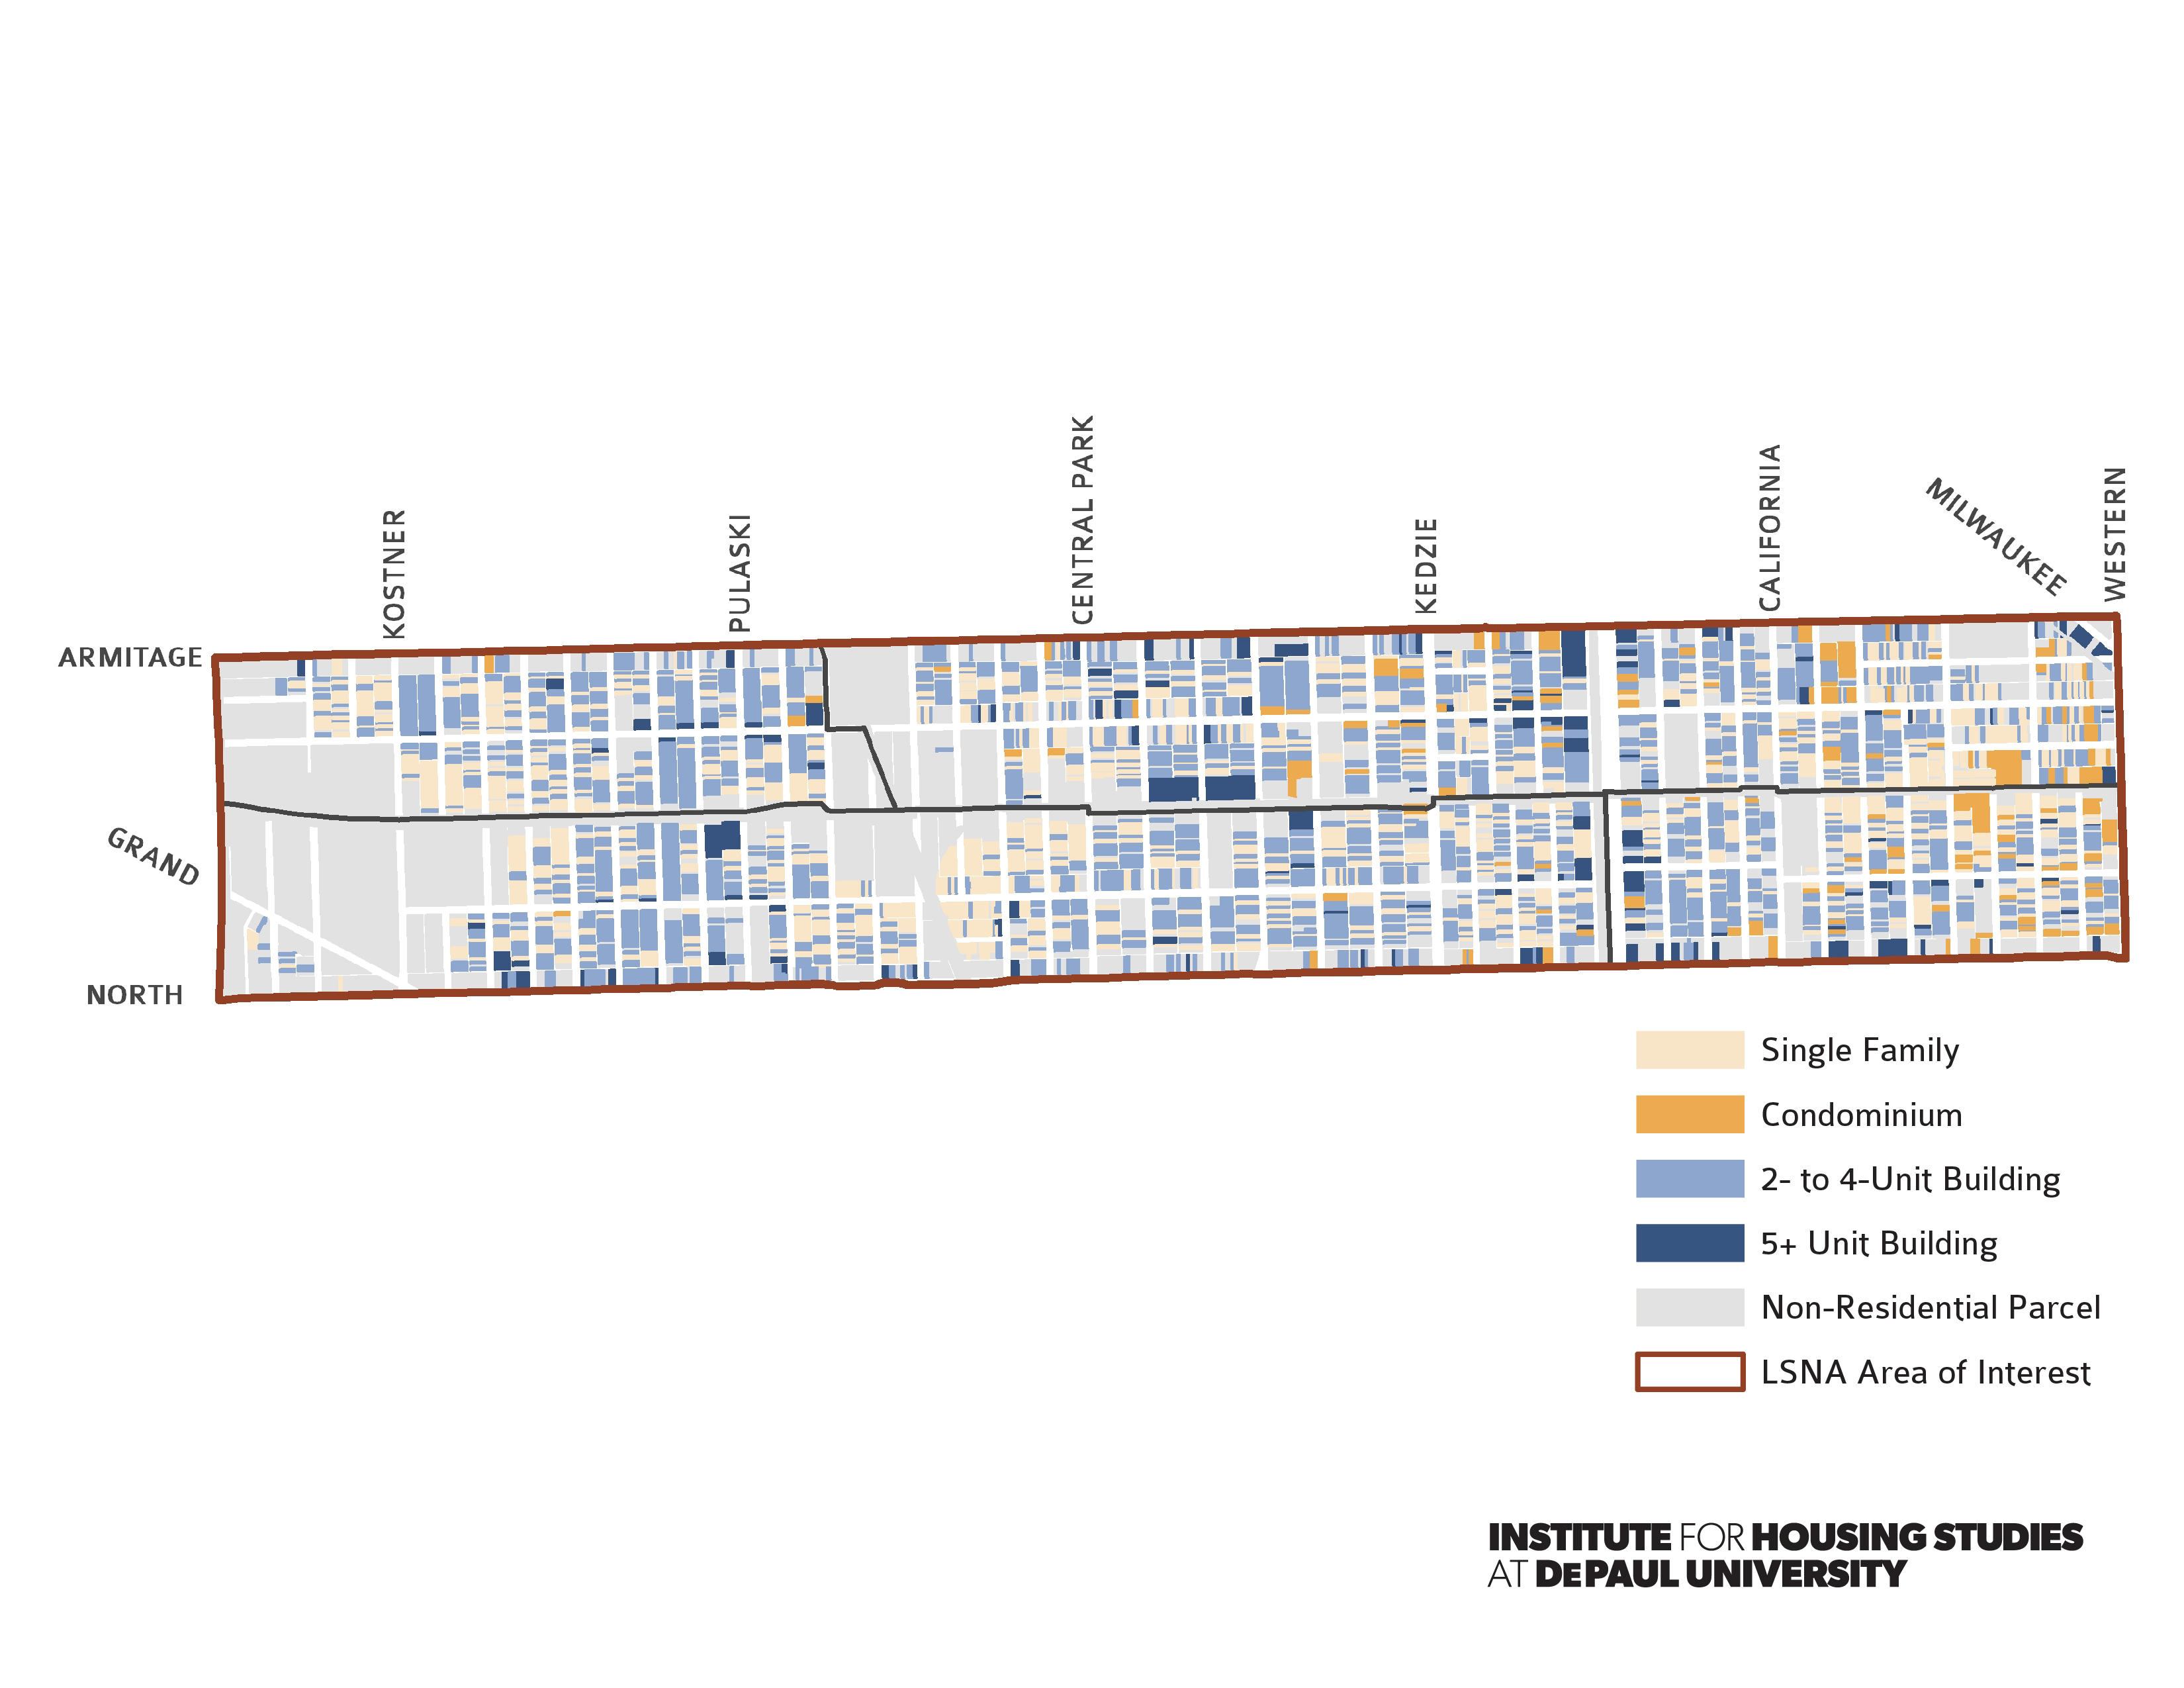 KOSTNER
PULASKI
CENTRAL PARK
KEDZIE
CALIFORNIA
MILWAUKEE
WESTERN
ARMITAGE
GRAND
NORTH
Single Family
Condominium
2- to 4-Unit Building
5+ Unit Building
Non-Residential Parcel
LSNA Area of Interest
INSTITUTE FOR HOUSING STUDIES
AT DEPAUL UNIVERSITY